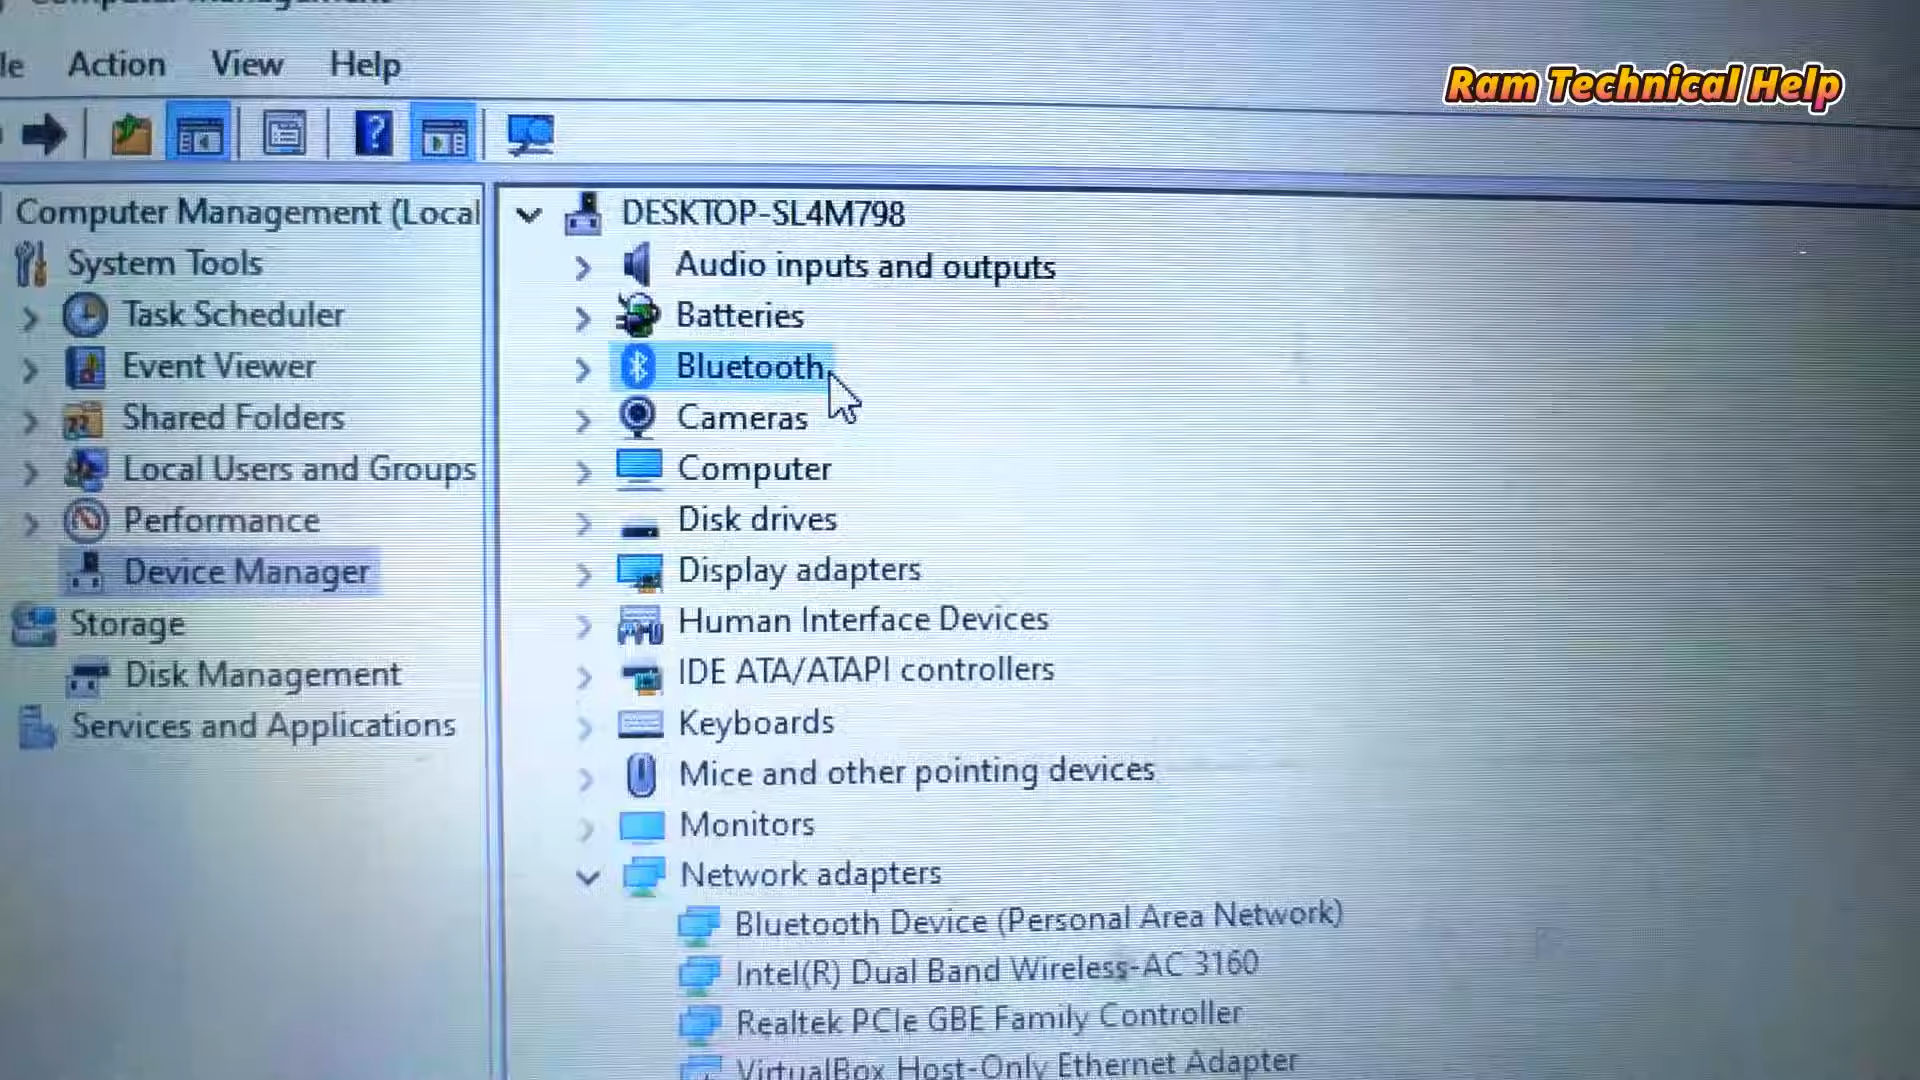 Computer Management
le Action View Help
Ram Technical Help
Computer Management (Local
System Tools
Task Scheduler
Event Viewer
Shared Folders
Local Users and Groups
Performance
Device Manager
Storage
Disk Management
Services and Applications
DESKTOP-SL4M798
Audio inputs and outputs
Batteries
Bluetooth
Cameras
Computer
Disk drives
Display adapters
Human Interface Devices
IDE ATA/ATAPI controllers
Keyboards
Mice and other pointing devices
Monitors
Network adapters
Bluetooth Device (Personal Area Network)
Intel(R) Dual Band Wireless-AC 3160
Realtek PCIe GBE Family Controller
VirtualBox Host-Only Ethernet Adapter